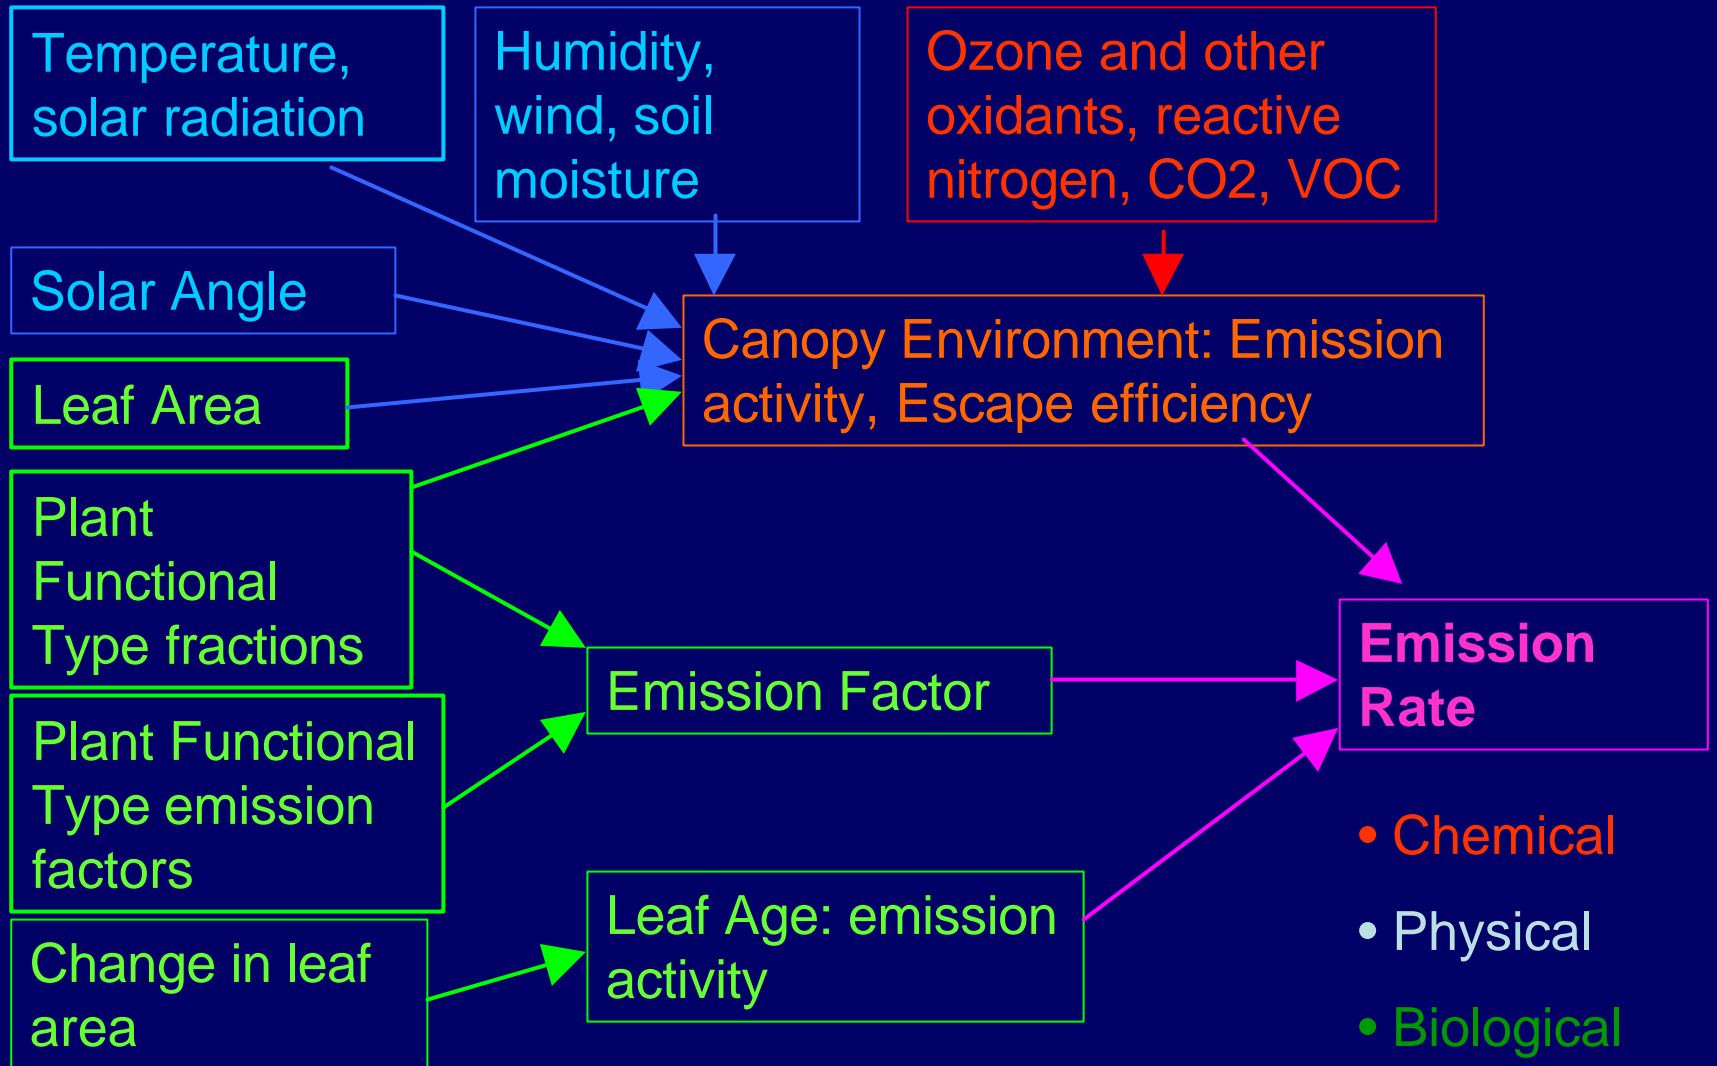 Temperature,
solar radiation
Humidity,
wind, soil
moisture
Ozone and other
oxidants, reactive
nitrogen, CO2, VOC
Solar Angle
Canopy Environment: Emission
activity, Escape efficiency
Leaf Area
Plant
Functional
Type fractions
Emission Factor
Emission
Rate
Plant Functional
Type emission
factors
Leaf Age: emission
activity
Change in leaf
area
• Chemical
• Physical
• Biological